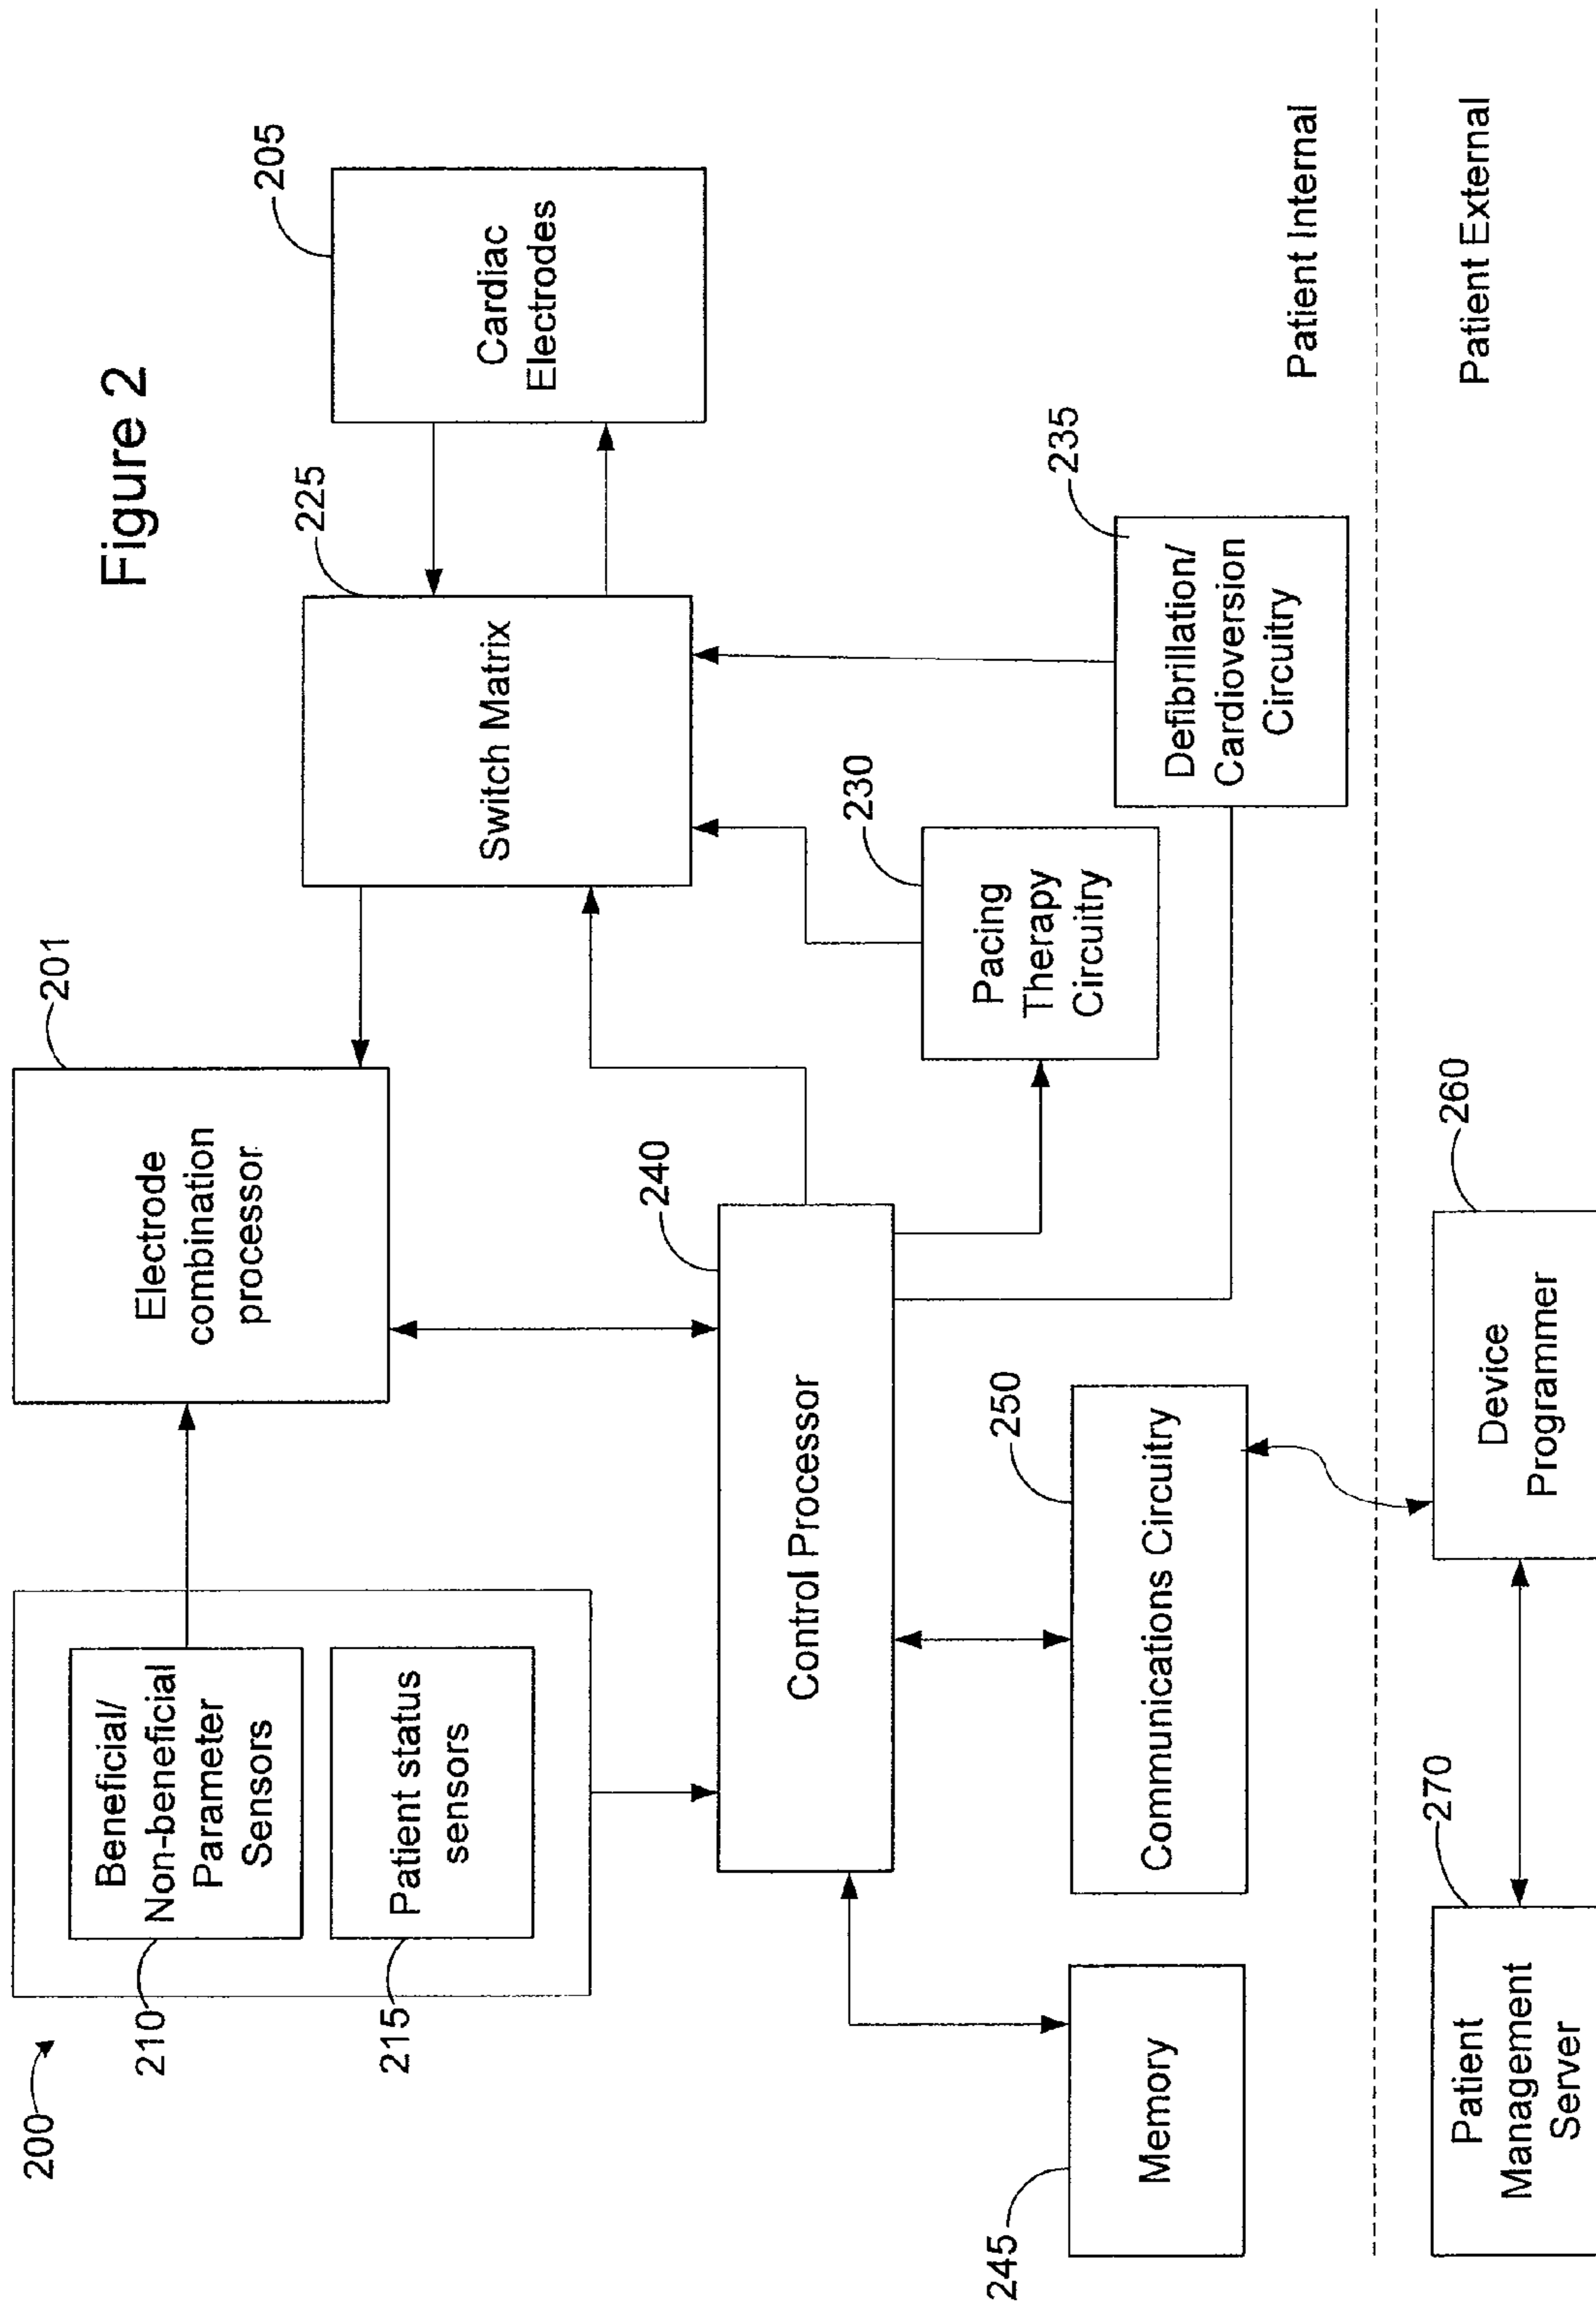 Figure 2
200
210
Beneficial/
Non-beneficial
Parameter
Sensors
215
Patient status
sensors
201
Electrode
combination
processor
225
Switch Matrix
205
Cardiac
Electrodes
240
Control Processor
230
Pacing
Therapy
Circuitry
235
Defibrillation/
Cardioversion
Circuitry
245
Memory
250
Communications Circuitry
Patient Internal
Patient External
270
Patient
Management
Server
260
Device
Programmer